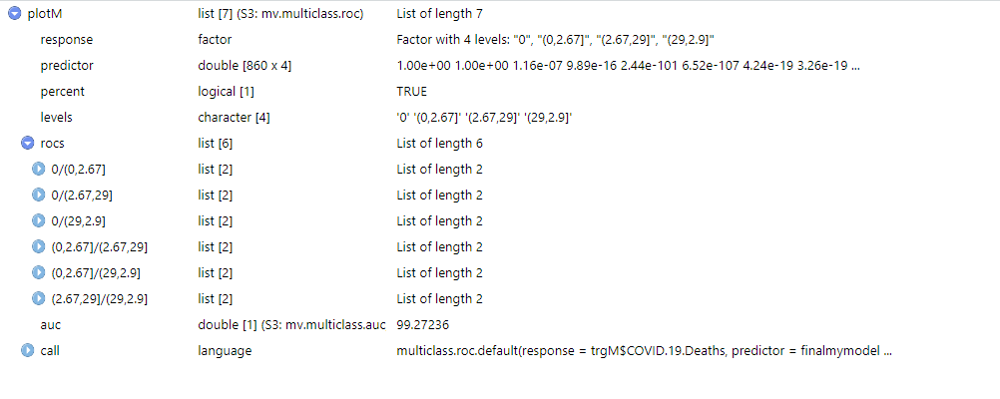 plotM list [7] (S3: mv.multiclass.roc) List of length 7
response factor Factor with 4 levels: "0", "(0,2.67]", "(2.67,29]", "(29,2.9]"
predictor double [860 x 4] 1.00e+00 1.00e+00 1.16e-07 9.89e-16 2.44e-101 6.52e-107 4.24e-19 3.26e-19 ...
percent logical [1] TRUE
levels character [4] '0' '(0,2.67]' '(2.67,29]' '(29,2.9]'
rocs list [6] List of length 6
0/(0,2.67] list [2] List of length 2
0/(2.67,29] list [2] List of length 2
0/(29,2.9] list [2] List of length 2
(0,2.67]/(2.67,29] list [2] List of length 2
(0,2.67]/(29,2.9] list [2] List of length 2
(2.67,29]/(29,2.9] list [2] List of length 2
auc double [1] (S3: mv.multiclass.auc 99.27236
call language multiclass.roc.default(response = trgM$COVID.19.Deaths, predictor = finalmymodel ...